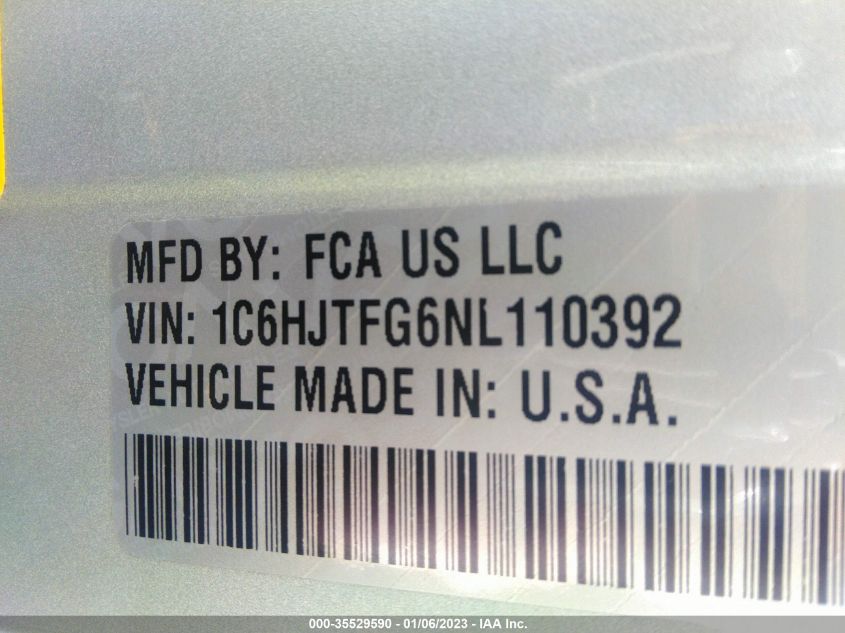 MFD BY: FCA US LLC
VIN: 1C6HJTFG6NL110392
VEHICLE MADE IN: U.S.A.
000-35529590 - 01/06/2023 - IAA Inc.